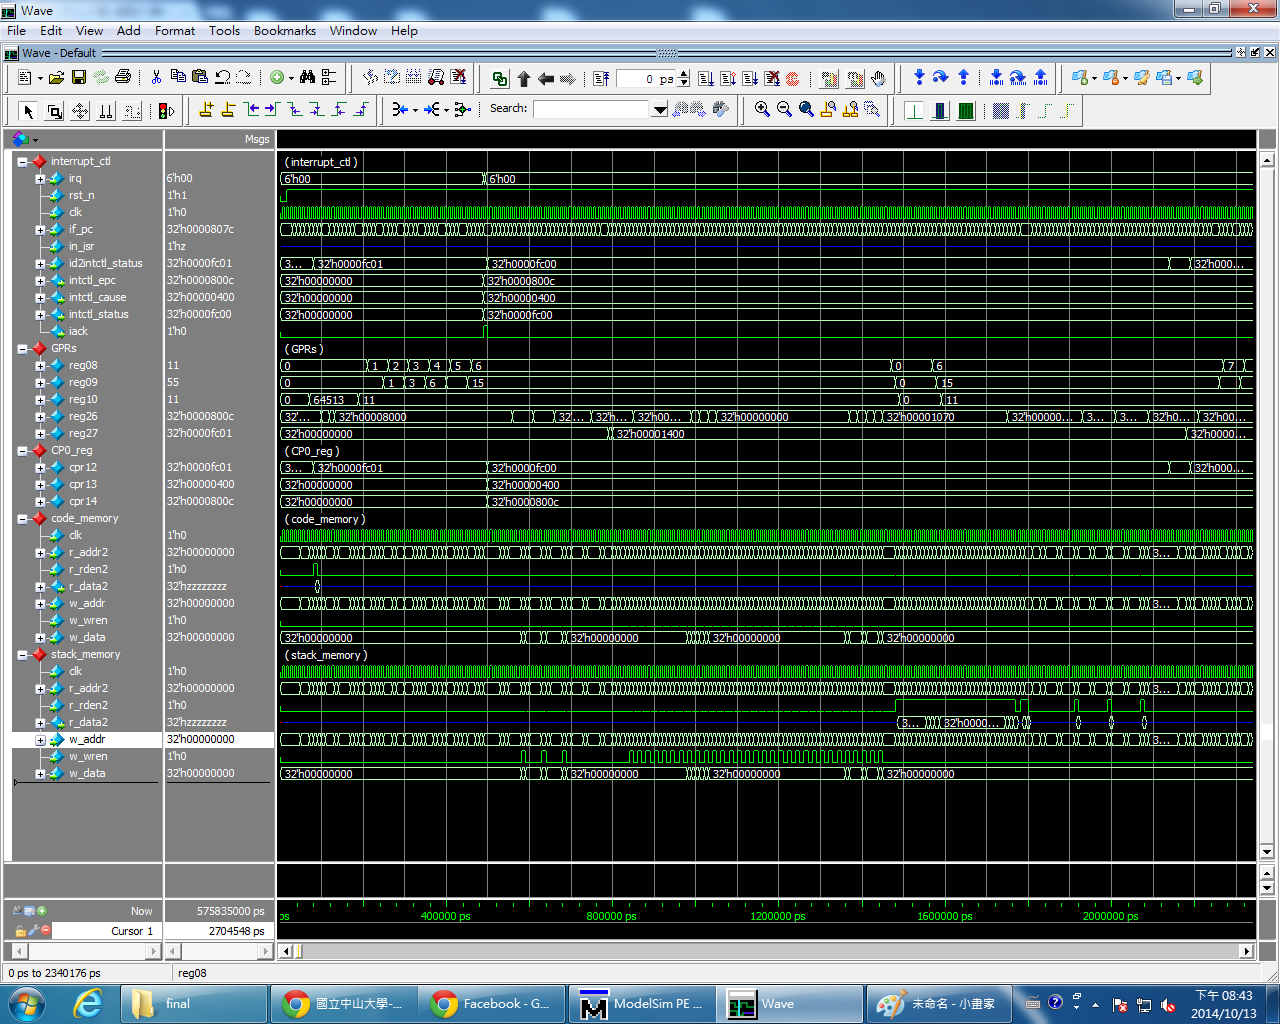 Wave
File Edit View Add Format Tools Bookmarks Window Help
Wave - Default
0 ps
Search:
Msgs
interrupt_ctl
( interrupt_ctl )
irq 6'h00 6'h00 6'h00
rst_n 1'h1
clk 1'h0
if_pc 32'h0000807c
in_isr 1'hz
id2intctl_status 32'h0000fc01 3... 32'h0000fc01 32'h0000fc00 32'h000...
intctl_epc 32'h0000800c 32'h00000000 32'h0000800c
intctl_cause 32'h00000400 32'h00000000 32'h00000400
intctl_status 32'h0000fc00 32'h00000000 32'h0000fc00
iack 1'h0
GPRs ( GPRs )
reg08 11 0 1 2 3 4 5 6 0 6 7
reg09 55 0 1 3 6 15 0 15
reg10 11 0 64513 11 0 11
reg26 32'h0000800c 32'... 32'h00008000 32'... 32'h... 32'h00... 32'h00000000 32'h00001070 32'h00000... 32'... 32'... 32'h0... 32'h00...
reg27 32'h0000fc01 32'h00000000 32'h00001400 32'h0000...
CP0_reg ( CP0_reg )
cpr12 32'h0000fc01 3... 32'h0000fc01 32'h0000fc00 32'h000...
cpr13 32'h00000400 32'h00000000 32'h00000400
cpr14 32'h0000800c 32'h00000000 32'h0000800c
code_memory ( code_memory )
clk 1'h0
r_addr2 32'h00000000 3...
r_rden2 1'h0
r_data2 32'hzzzzzzzz
w_addr 32'h00000000 3...
w_wren 1'h0
w_data 32'h00000000 32'h00000000 32'h00000000 32'h00000000 32'h00000000
stack_memory ( stack_memory )
clk 1'h0
r_addr2 32'h00000000 3...
r_rden2 1'h0
r_data2 32'hzzzzzzzz 3... 32'h0000...
w_addr 32'h00000000 3...
w_wren 1'h0
w_data 32'h00000000 32'h00000000 32'h00000000 32'h00000000 32'h00000000
Now 575835000 ps ps 400000 ps 800000 ps 1200000 ps 1600000 ps 2000000 ps
Cursor 1 2704548 ps
0 ps to 2340176 ps reg08
final 國立中山大學-... Facebook - G... ModelSim PE ... Wave 未命名 - 小畫家
下午 08:43
2014/10/13